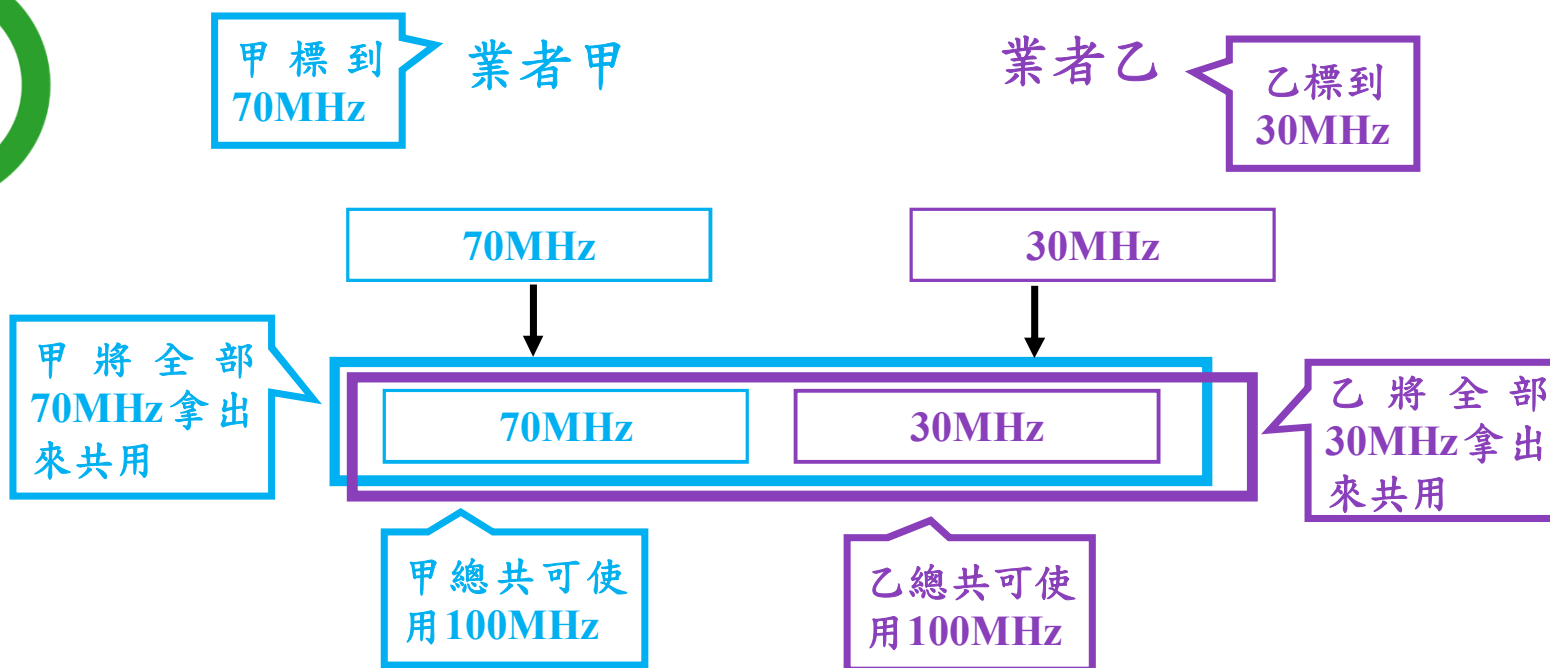 甲標到
70MHz
業者甲
業者乙
乙標到
30MHz
70MHz
30MHz
甲將全部
70MHz拿出
來共用
70MHz
30MHz
乙將全部
30MHz拿出
來共用
甲總共可使
用100MHz
乙總共可使
用100MHz